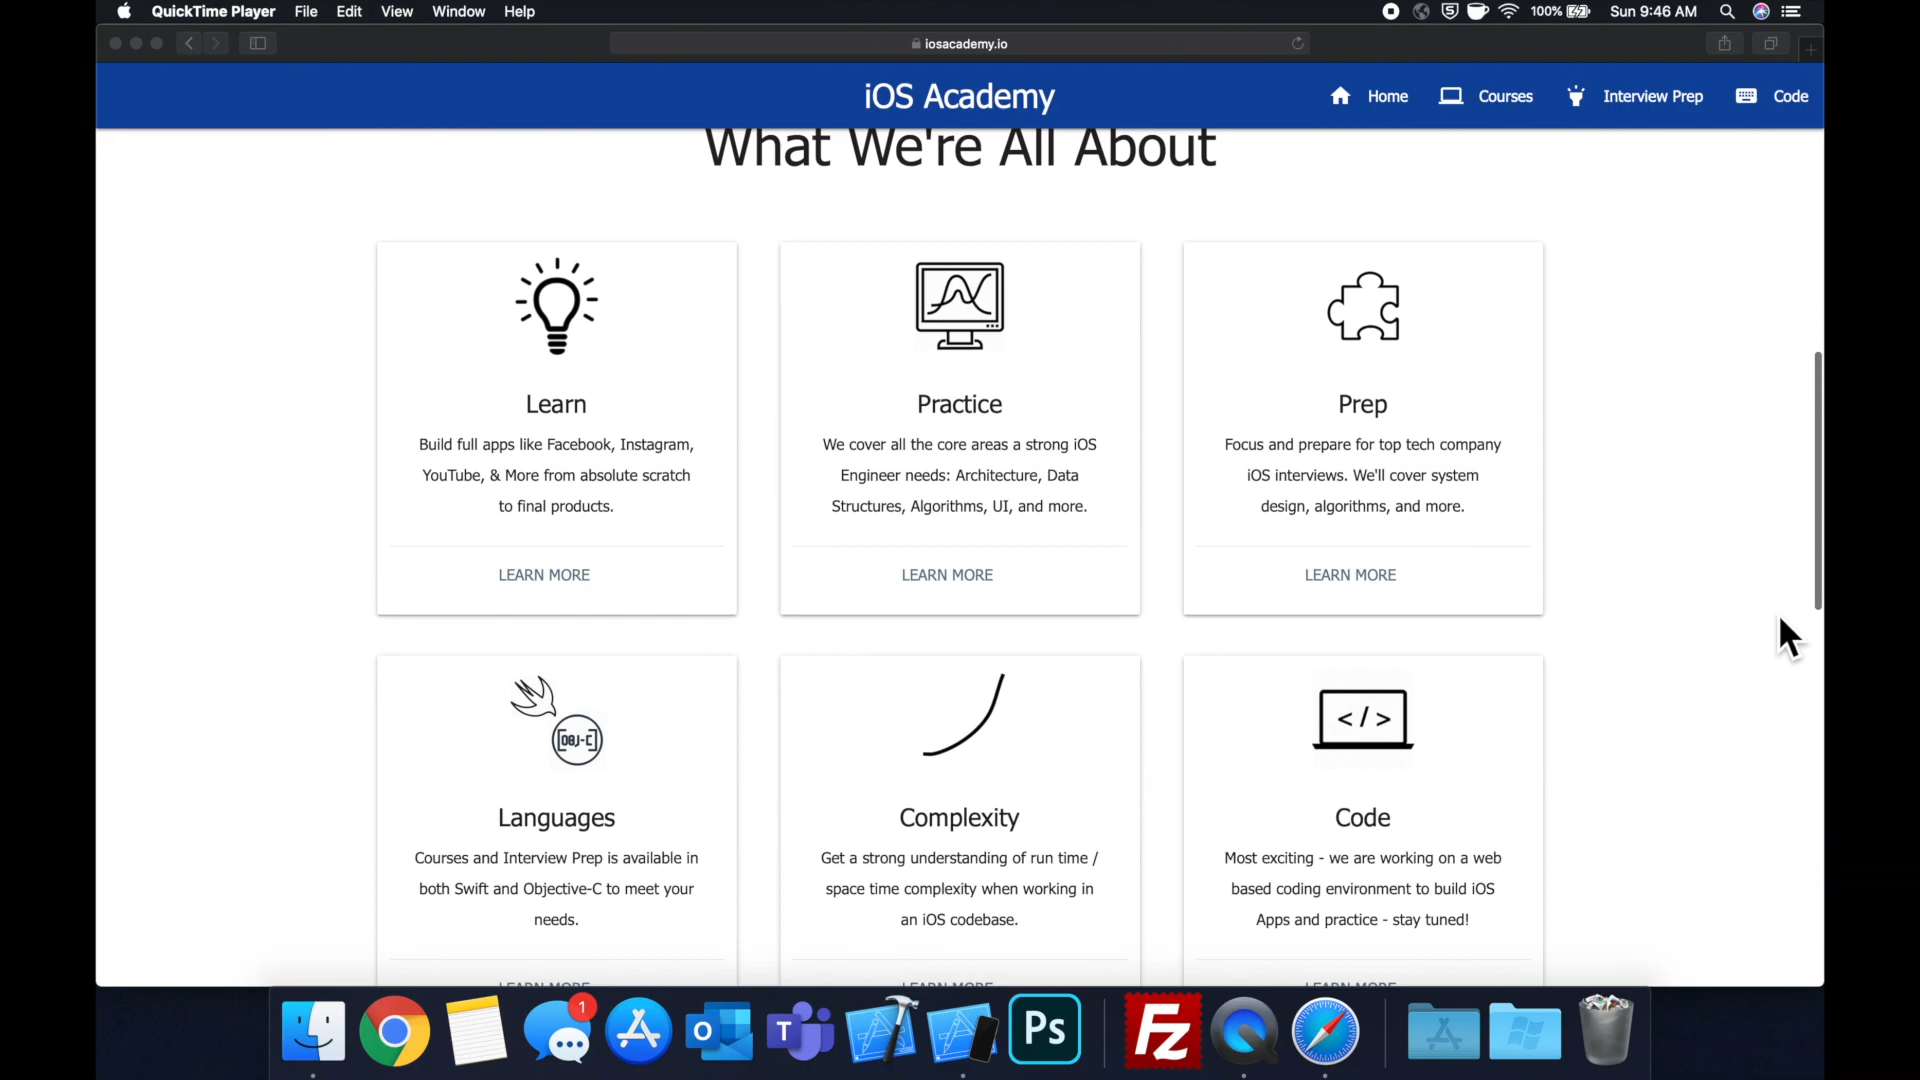 QuickTime Player File Edit View Window Help 100% Sun 9:46 AM
iosacademy.io
iOS Academy Home Courses Interview Prep Code
What We're All About
Learn
Build full apps like Facebook, Instagram,
YouTube, & More from absolute scratch
to final products.
LEARN MORE
Practice
We cover all the core areas a strong iOS
Engineer needs: Architecture, Data
Structures, Algorithms, UI, and more.
LEARN MORE
Prep
Focus and prepare for top tech company
iOS interviews. We'll cover system
design, algorithms, and more.
LEARN MORE
[OBJ-C]
Languages
Courses and Interview Prep is available in
both Swift and Objective-C to meet your
needs.
LEARN MORE
Complexity
Get a strong understanding of run time /
space time complexity when working in
an iOS codebase.
LEARN MORE
</>
Code
Most exciting - we are working on a web
based coding environment to build iOS
Apps and practice - stay tuned!
LEARN MORE
1
O
T
Ps
Fz